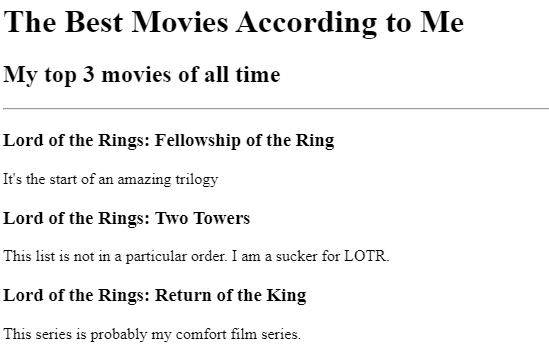 The Best Movies According to Me
My top 3 movies of all time
Lord of the Rings: Fellowship of the Ring
It's the start of an amazing trilogy
Lord of the Rings: Two Towers
This list is not in a particular order. I am a sucker for LOTR.
Lord of the Rings: Return of the King
This series is probably my comfort film series.